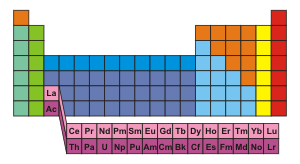 La
Ac
Ce Pr Nd Pm Sm Eu Gd Tb Dy Ho Er Tm Yb Lu
Th Pa U Np Pu Am Cm Bk Cf Es Fm Md No Lr